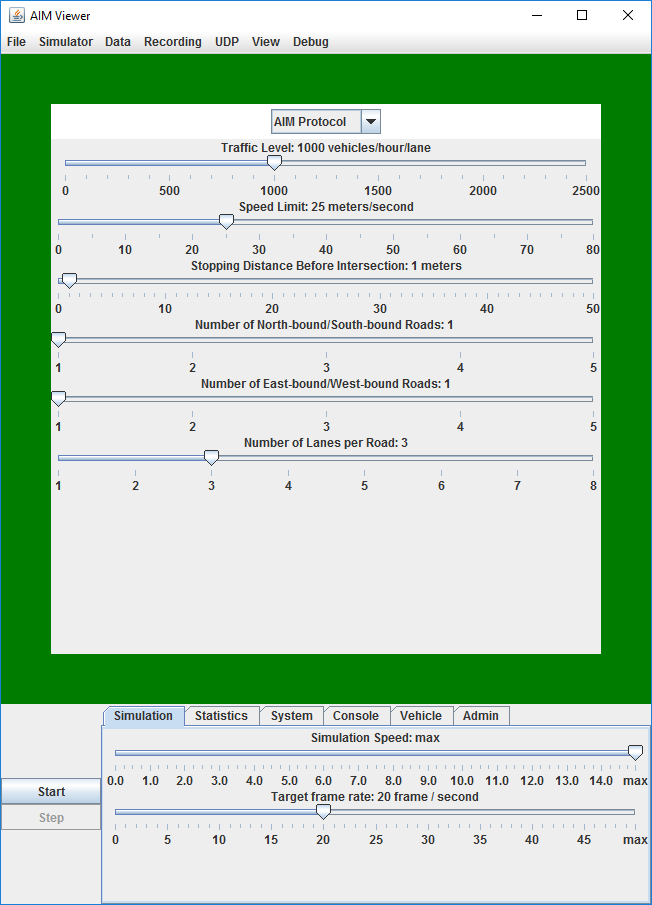 AIM Viewer
File Simulator Data Recording UDP View Debug
AIM Protocol
Traffic Level: 1000 vehicles/hour/lane
0 500 1000 1500 2000 2500
Speed Limit: 25 meters/second
0 10 20 30 40 50 60 70 80
Stopping Distance Before Intersection: 1 meters
0 10 20 30 40 50
Number of North-bound/South-bound Roads: 1
1 2 3 4 5
Number of East-bound/West-bound Roads: 1
1 2 3 4 5
Number of Lanes per Road: 3
1 2 3 4 5 6 7 8
Simulation Statistics System Console Vehicle Admin
Simulation Speed: max
0.0 1.0 2.0 3.0 4.0 5.0 6.0 7.0 8.0 9.0 10.0 11.0 12.0 13.0 14.0 max
Target frame rate: 20 frame / second
0 5 10 15 20 25 30 35 40 45 max
Start
Step